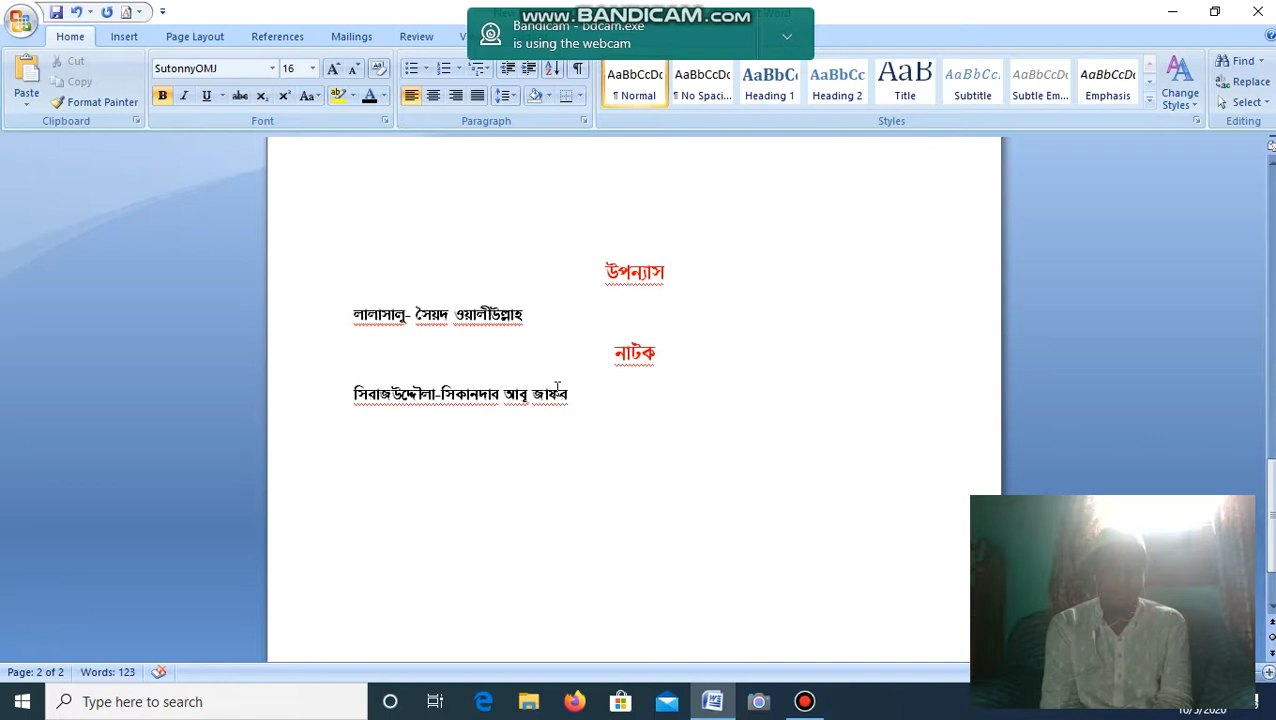 WWW.BANDICAM.COM
Bandicam - bdcam.exe
is using the webcam
Home Insert Page Layout References Mailings Review
Cut
Copy
Format Painter
Paste
SutonnyOMJ 16
AaBbCcDc AaBbCcDc AaBbC AaBbCc AaB AaBbCc. AaBbCcDc AaBbCcDc
¶ Normal ¶ No Spaci... Heading 1 Heading 2 Title Subtitle Subtle Em... Emphasis
Change
Styles
Find
Replace
Select
Clipboard Font Paragraph Styles Editing
উপন্যাস
লালাসালু- সৈয়দ ওয়ালীউল্লাহ
নাটক
সিবাজউদ্দৌলা-সিকানদাব আবূ জাফব
Page: 2 of 2 Words: 123
Type here to search